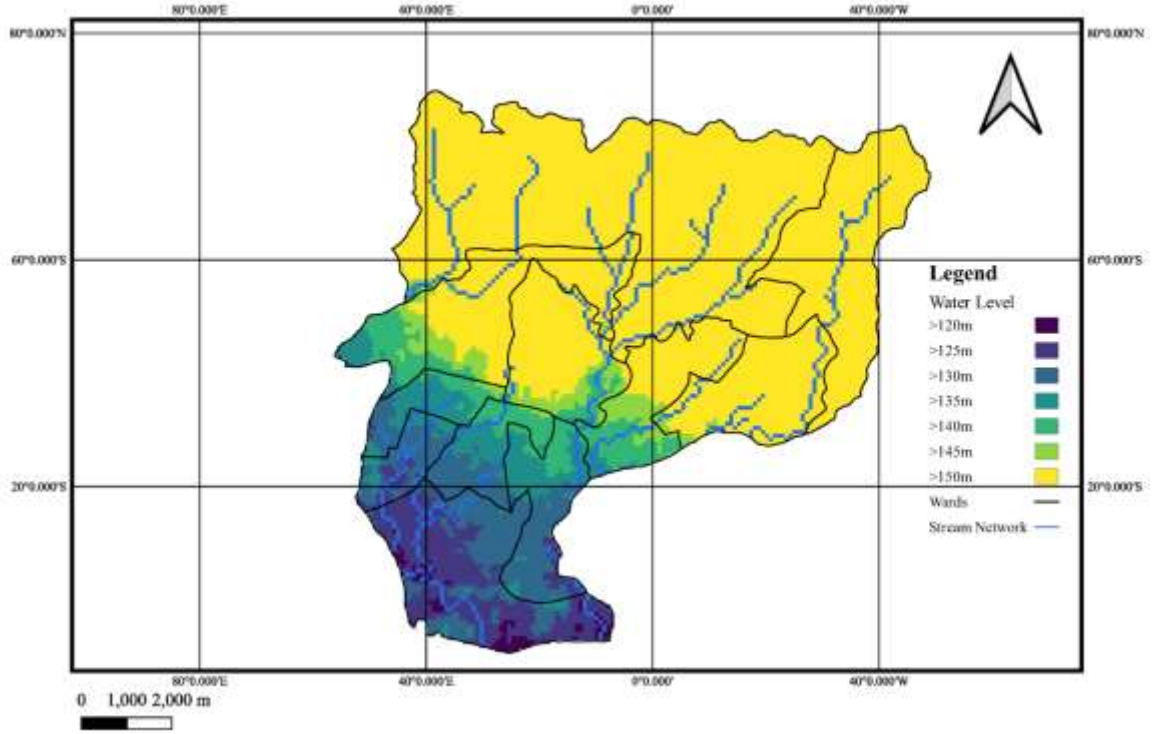 80°0.000'E 40°0.000'E 0°0.000' 40°0.000'W
80°0.000'N 80°0.000'N
60°0.000'S 60°0.000'S
Legend
Water Level
>120m
>125m
>130m
>135m
>140m
>145m
>150m
20°0.000'S 20°0.000'S
Wards
Stream Network
80°0.000'E 40°0.000'E 0°0.000' 40°0.000'W
0 1,000 2,000 m